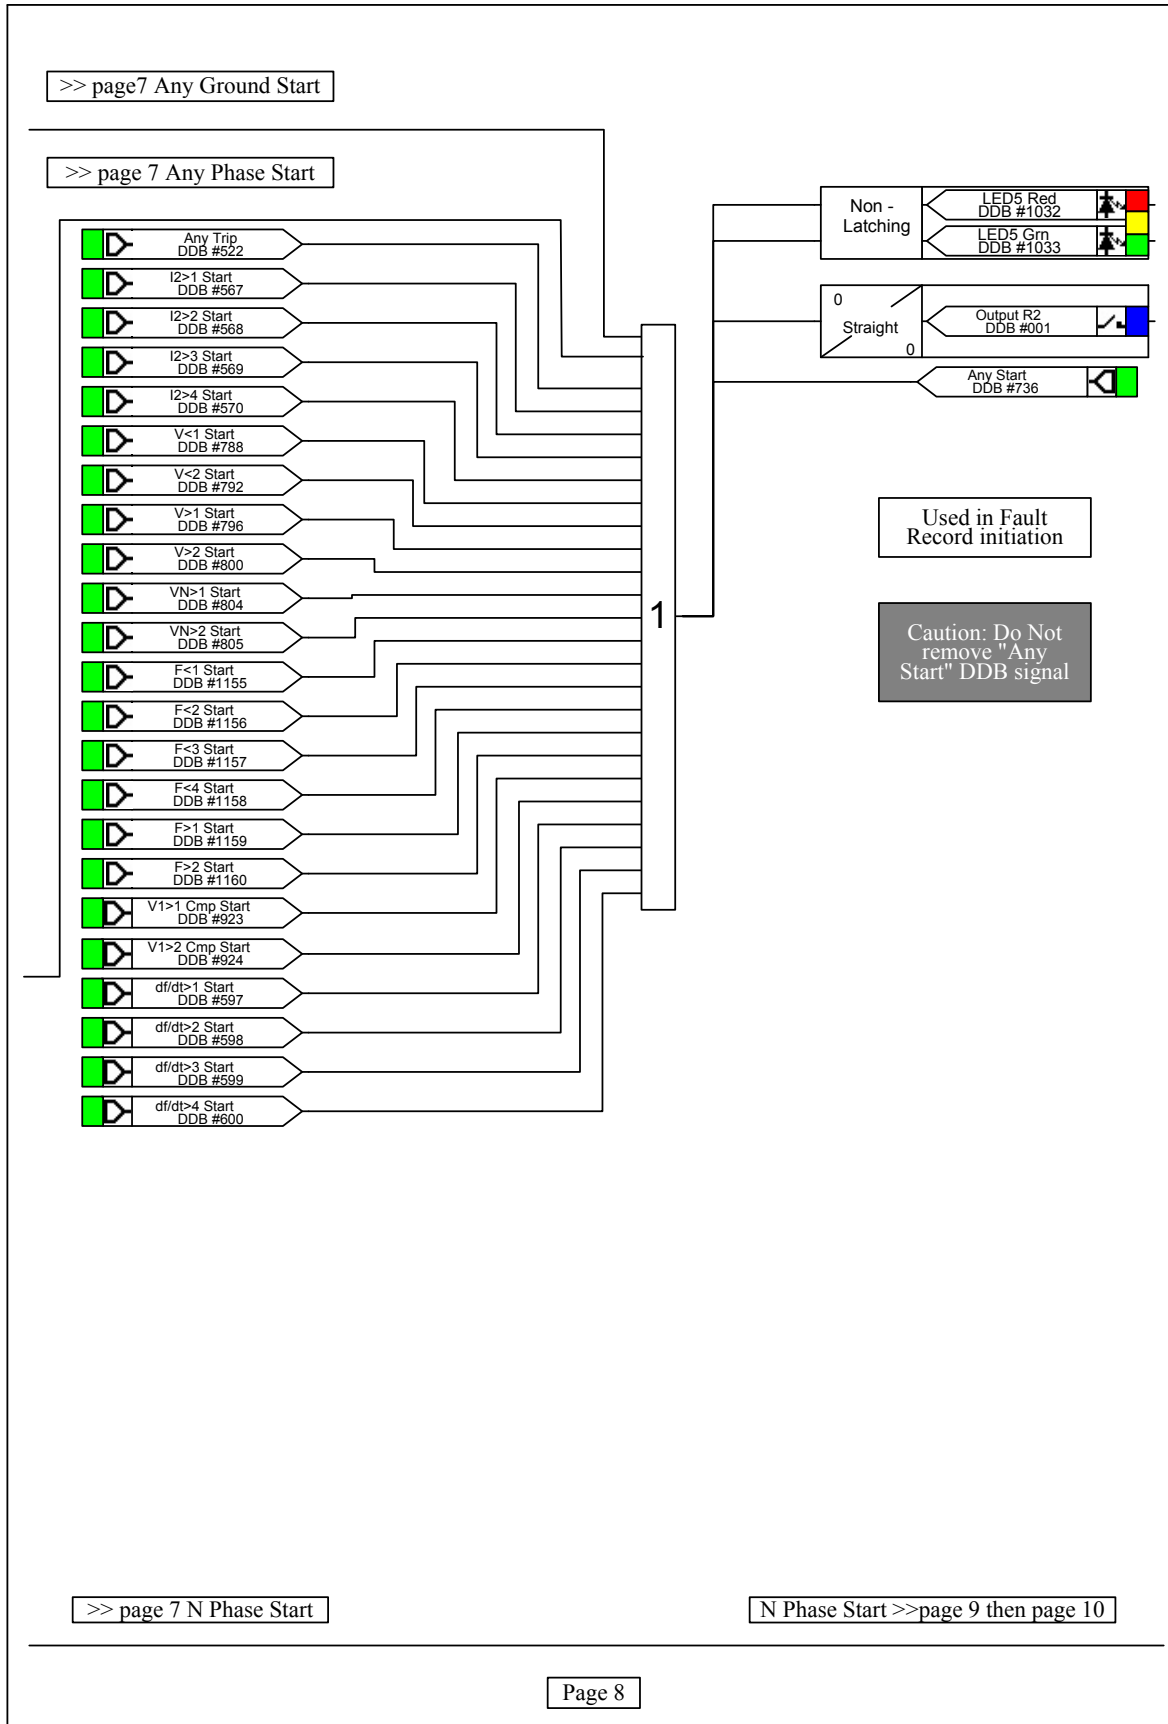 >> page7 Any Ground Start
>> page 7 Any Phase Start
Any Trip
DDB #522
I2>1 Start
DDB #567
I2>2 Start
DDB #568
I2>3 Start
DDB #569
I2>4 Start
DDB #570
V<1 Start
DDB #788
V<2 Start
DDB #792
V>1 Start
DDB #796
V>2 Start
DDB #800
VN>1 Start
DDB #804
VN>2 Start
DDB #805
F<1 Start
DDB #1155
F<2 Start
DDB #1156
F<3 Start
DDB #1157
F<4 Start
DDB #1158
F>1 Start
DDB #1159
F>2 Start
DDB #1160
V1>1 Cmp Start
DDB #923
V1>2 Cmp Start
DDB #924
df/dt>1 Start
DDB #597
df/dt>2 Start
DDB #598
df/dt>3 Start
DDB #599
df/dt>4 Start
DDB #600
1
Non -
Latching
LED5 Red
DDB #1032
LED5 Grn
DDB #1033
0
Straight
0
Output R2
DDB #001
Any Start
DDB #736
Used in Fault
Record initiation
Caution: Do Not
remove "Any
Start" DDB signal
>> page 7 N Phase Start
N Phase Start >>page 9 then page 10
Page 8